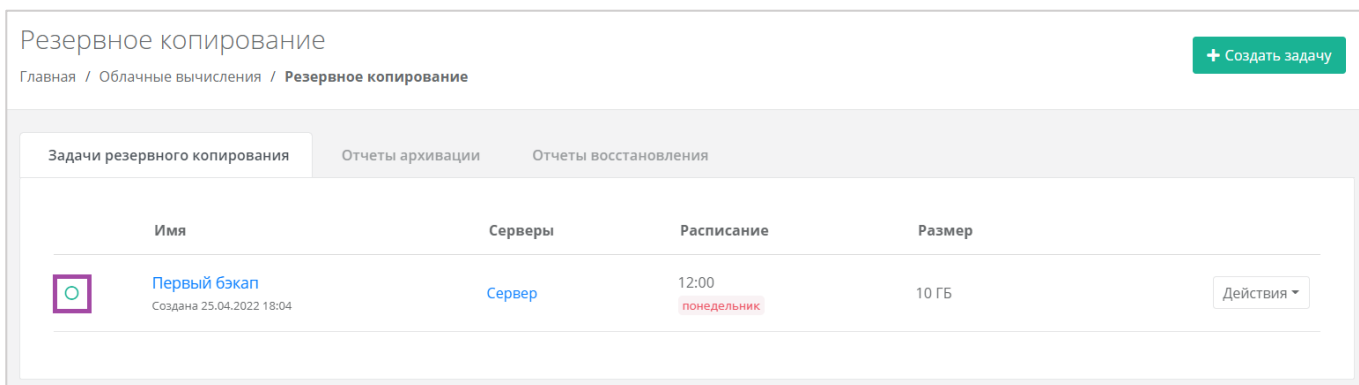 Резервное копирование
+ Создать задачу
Главная / Облачные вычисления / Резервное копирование
Задачи резервного копирования Отчеты архивации Отчеты восстановления
Имя Серверы Расписание Размер
Первый бэкап Сервер 12:00 10 ГБ Действия
Создана 25.04.2022 18:04 понедельник